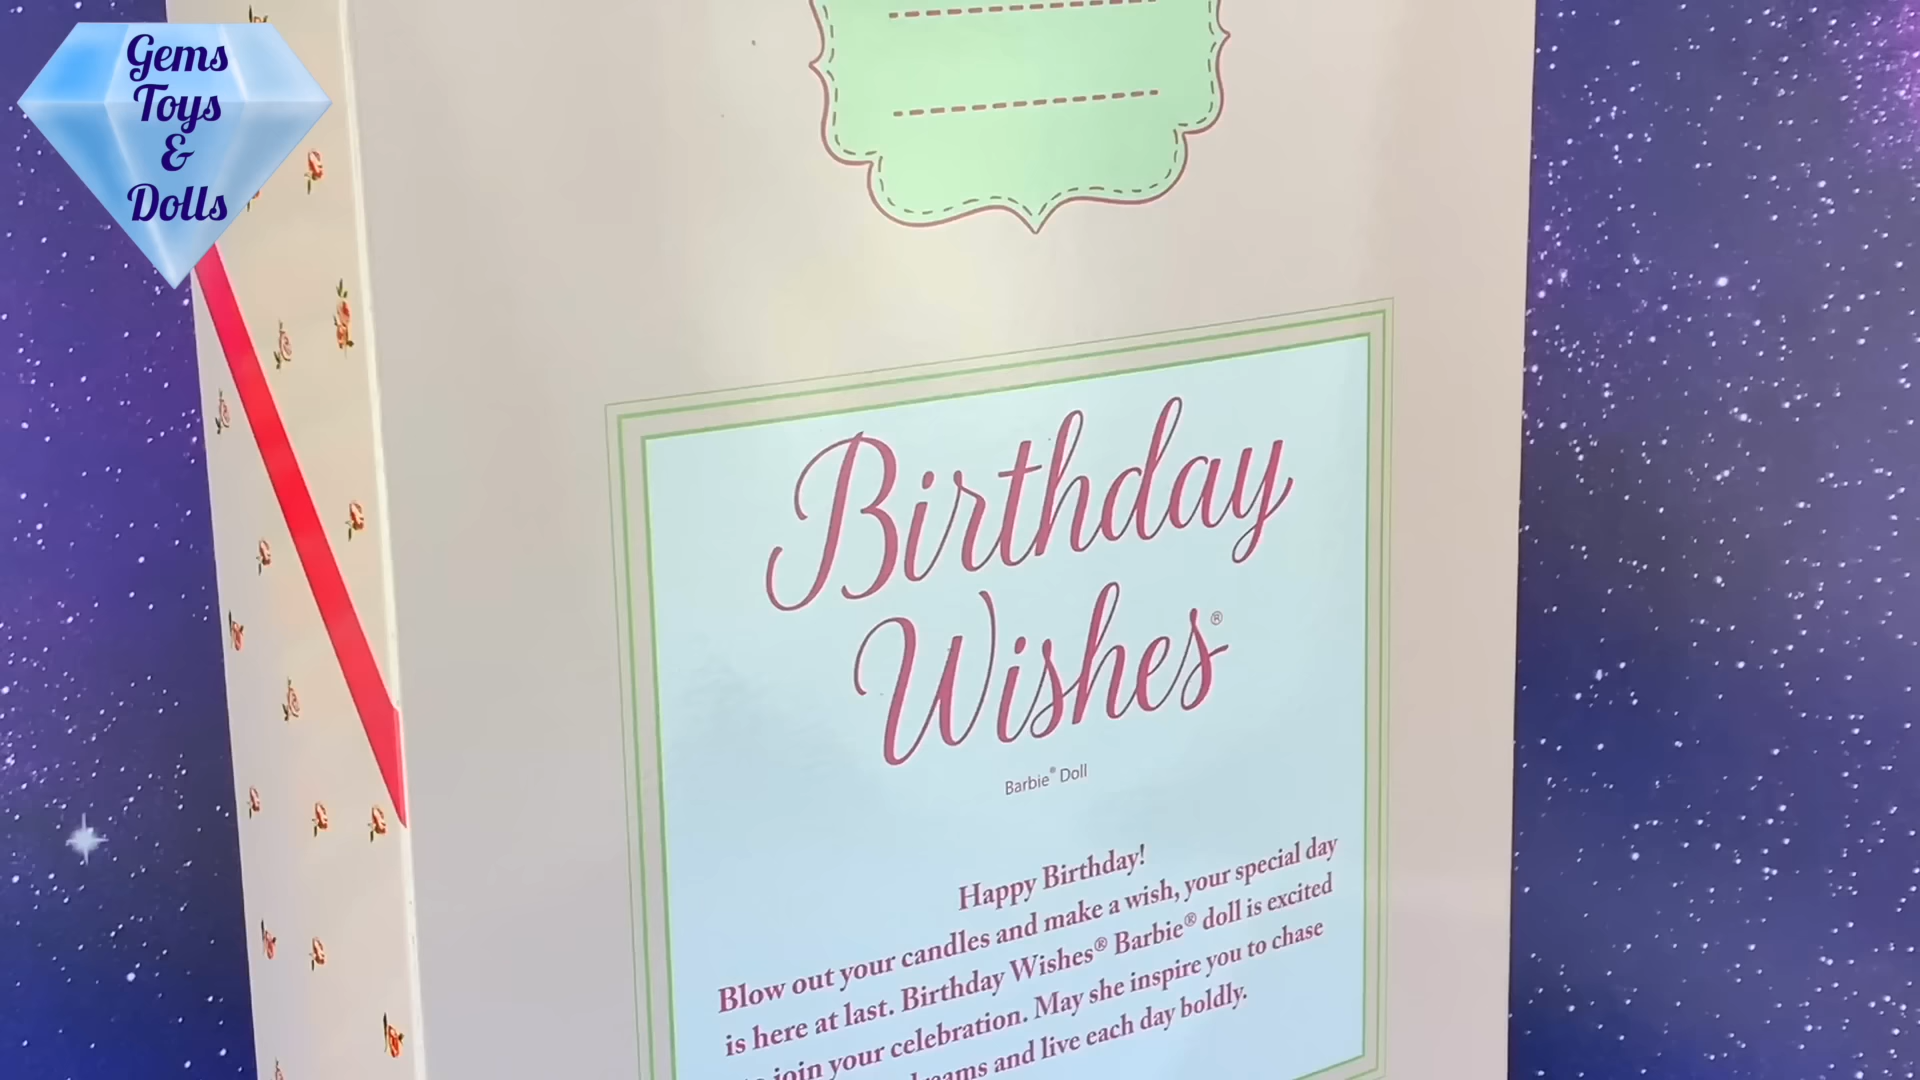 Gems
Toys
&
Dolls
Birthday
Wishes®
Barbie® Doll
Happy Birthday!
Blow out your candles and make a wish, your special day
is here at last. Birthday Wishes® Barbie® doll is excited
join your celebration. May she inspire you to chase
and live each day boldly.